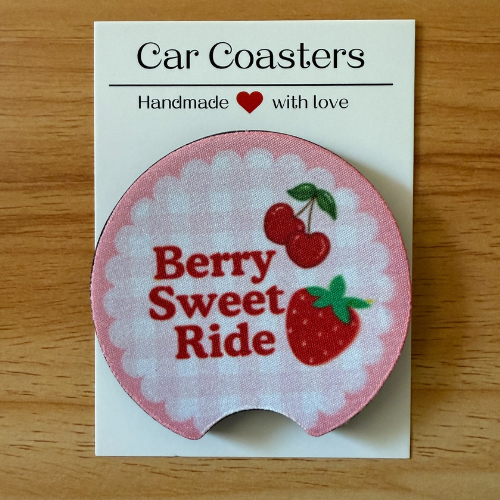 Car Coasters
Handmade ❤ with love
Berry
Sweet
Ride